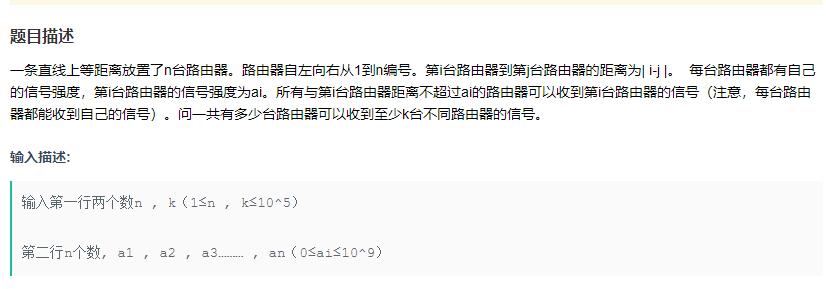 题目描述
一条直线上等距离放置了n台路由器。路由器自左向右从1到n编号。第i台路由器到第j台路由器的距离为| i-j |。 每台路由器都有自己
的信号强度，第i台路由器的信号强度为ai。所有与第i台路由器距离不超过ai的路由器可以收到第i台路由器的信号（注意，每台路由
器都能收到自己的信号）。问一共有多少台路由器可以收到至少k台不同路由器的信号。
输入描述:
输入第一行两个数n , k（1≤n , k≤10^5）
第二行n个数, a1 , a2 , a3……… , an（0≤ai≤10^9）